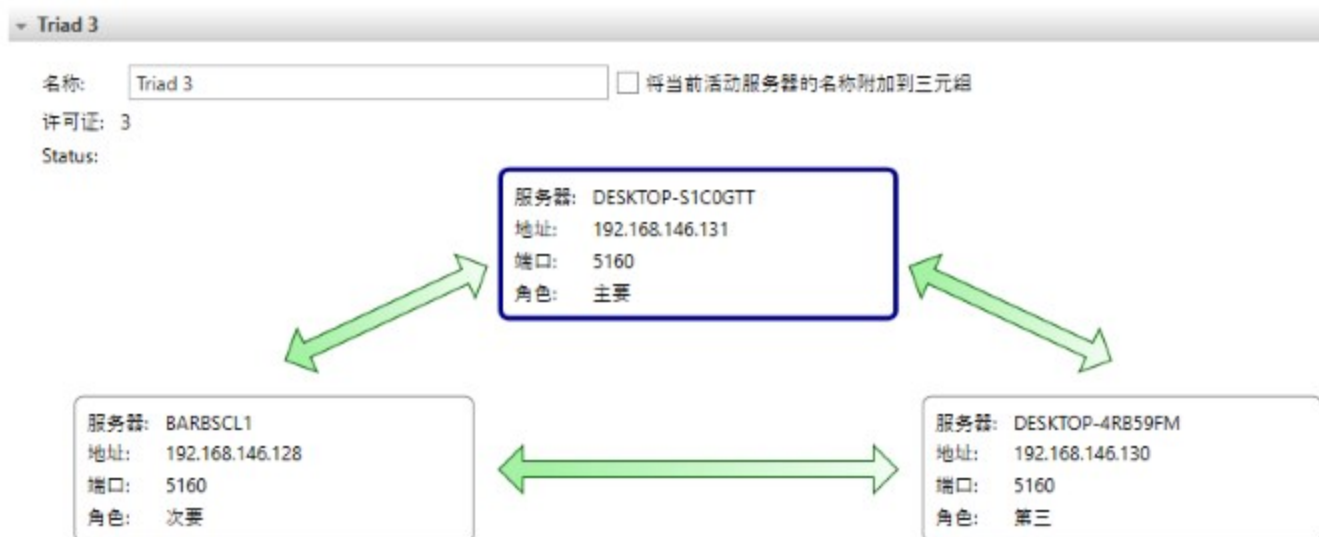 Triad 3
名称: Triad 3 将当前活动服务器的名称附加到三元组
许可证: 3
Status:
服务器: DESKTOP-S1C0GTT
地址: 192.168.146.131
端口: 5160
角色: 主要
服务器: BARBSCL1
地址: 192.168.146.128
端口: 5160
角色: 次要
服务器: DESKTOP-4RB59FM
地址: 192.168.146.130
端口: 5160
角色: 第三